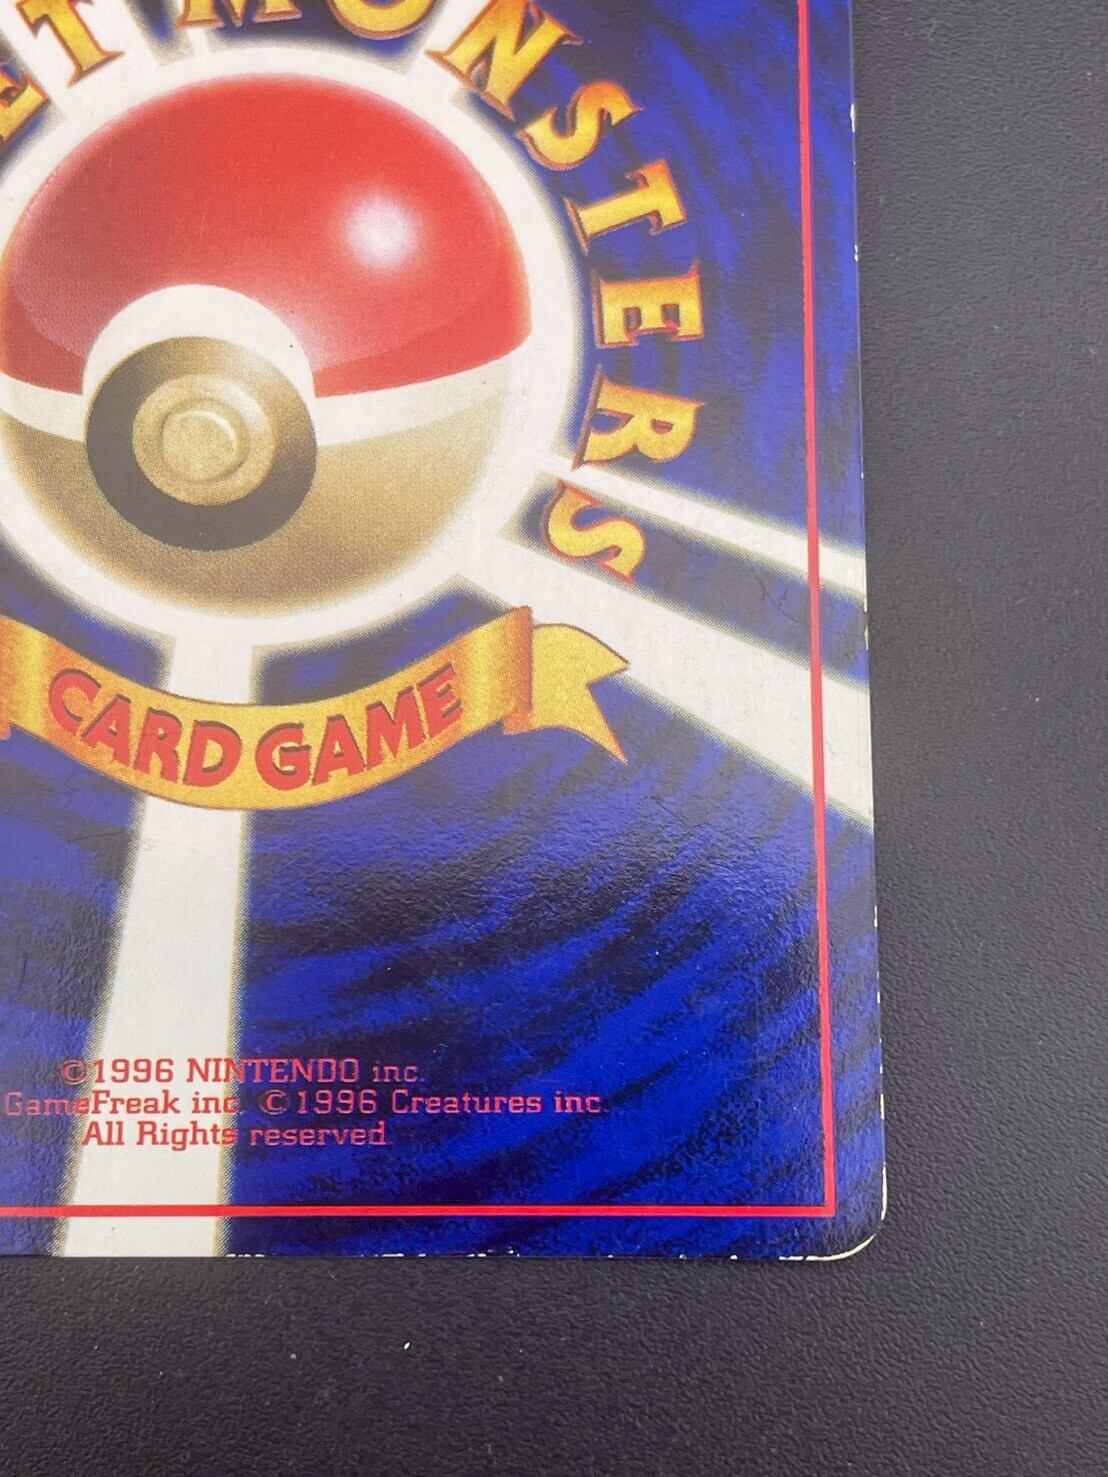 ET MONSTERS
CARD GAME
©1996 NINTENDO inc.
GameFreak inc. ©1996 Creatures inc.
All Rights reserved